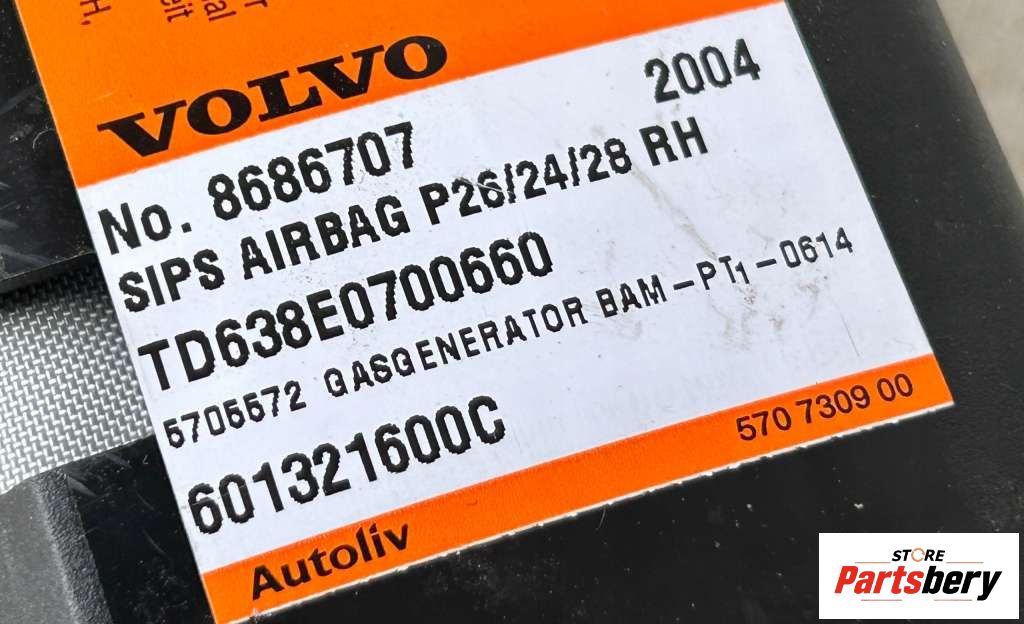 VOLVO
2004
No. 8686707
SIPS AIRBAG P26/24/28 RH
TD638E0700660
5705572 GASGENERATOR BAM-PT1-0614
601321600C
570 7309 00
Autoliv
STORE
Partsbery